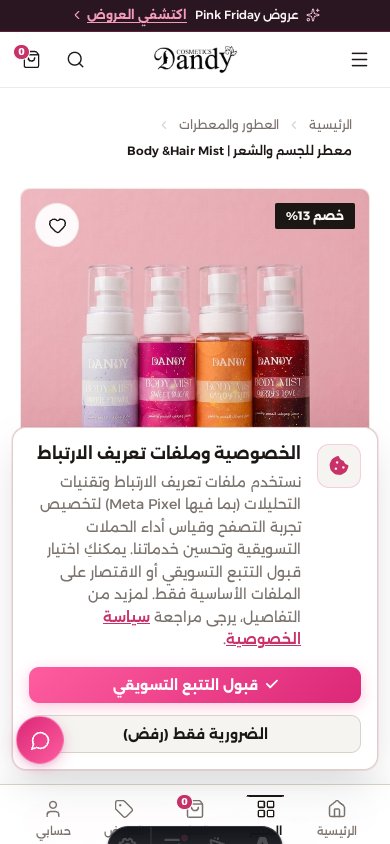 عروض Pink Friday اكتشفي العروض
0
COSMETICS
Dandy
الرئيسية
العطور والمعطرات
معطر للجسم والشعر | Body &Hair Mist
خصم 13%
DANDY
BODY MIST
DANDY
BODY MIST
DANDY
BODY MIST
DANDY
BODY MIST
الخصوصية وملفات تعريف الارتباط
نستخدم ملفات تعريف الارتباط وتقنيات
التحليلات (بما فيها Meta Pixel) لتخصيص
تجربة التصفح وقياس أداء الحملات
التسويقية وتحسين خدماتنا. يمكنكِ اختيار
قبول التتبع التسويقي أو الاقتصار على
الملفات الأساسية فقط. لمزيد من
التفاصيل، يرجى مراجعة سياسة
الخصوصية.
قبول التتبع التسويقي
الضرورية فقط (رفض)
0
الرئيسية
حسابي